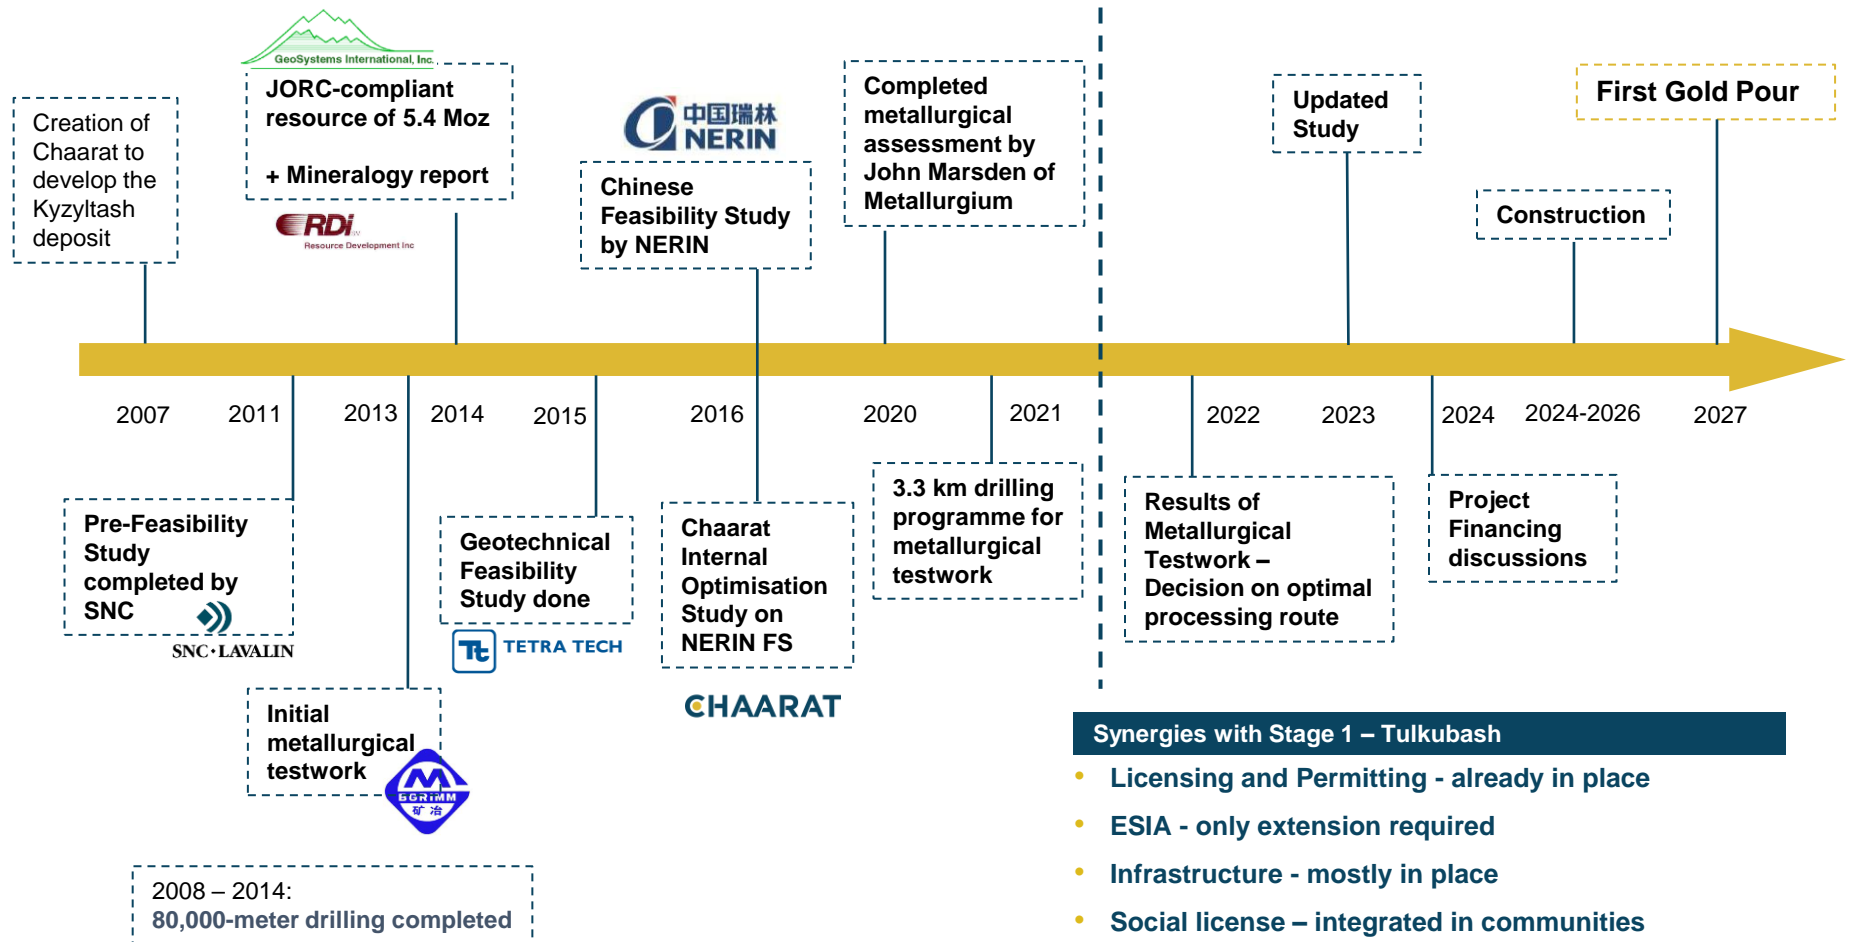 GeoSystems International, Inc.
Creation of
Chaarat to
develop the
Kyzyltash
deposit
JORC-compliant
resource of 5.4 Moz
+ Mineralogy report
RDi
Resource Development Inc
中国瑞林
NERIN
Chinese
Feasibility Study
by NERIN
Completed
metallurgical
assessment by
John Marsden of
Metallurgium
Updated
Study
Construction
First Gold Pour
2007
2011
2013
2014
2015
2016
2020
2021
2022
2023
2024
2024-2026
2027
Pre-Feasibility
Study
completed by
SNC
SNC·LAVALIN
Initial
metallurgical
testwork
BGRIMM
矿冶
Geotechnical
Feasibility
Study done
Tt
TETRA TECH
Chaarat
Internal
Optimisation
Study on
NERIN FS
CHAARAT
3.3 km drilling
programme for
metallurgical
testwork
Results of
Metallurgical
Testwork –
Decision on optimal
processing route
Project
Financing
discussions
2008 – 2014:
80,000-meter drilling completed
Synergies with Stage 1 – Tulkubash
• Licensing and Permitting - already in place
• ESIA - only extension required
• Infrastructure - mostly in place
• Social license – integrated in communities